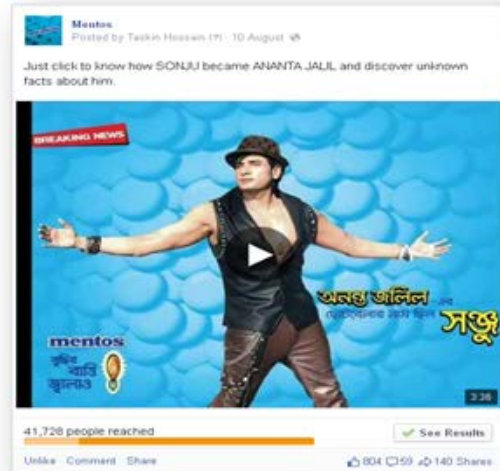 Mentos
Posted by Taskin Hossain [?] · 10 August
Just click to know how SONJU became ANANTA JALIL and discover unknown
facts about him.
BREAKING NEWS
অনন্ত জলিল -এর
ছোটবেলার নাম ছিল সঞ্জু
mentos
বুদ্ধির
বাত্তি
জ্বালাও
3:36
41,728 people reached
See Results
Unlike Comment Share
804 59 140 Shares